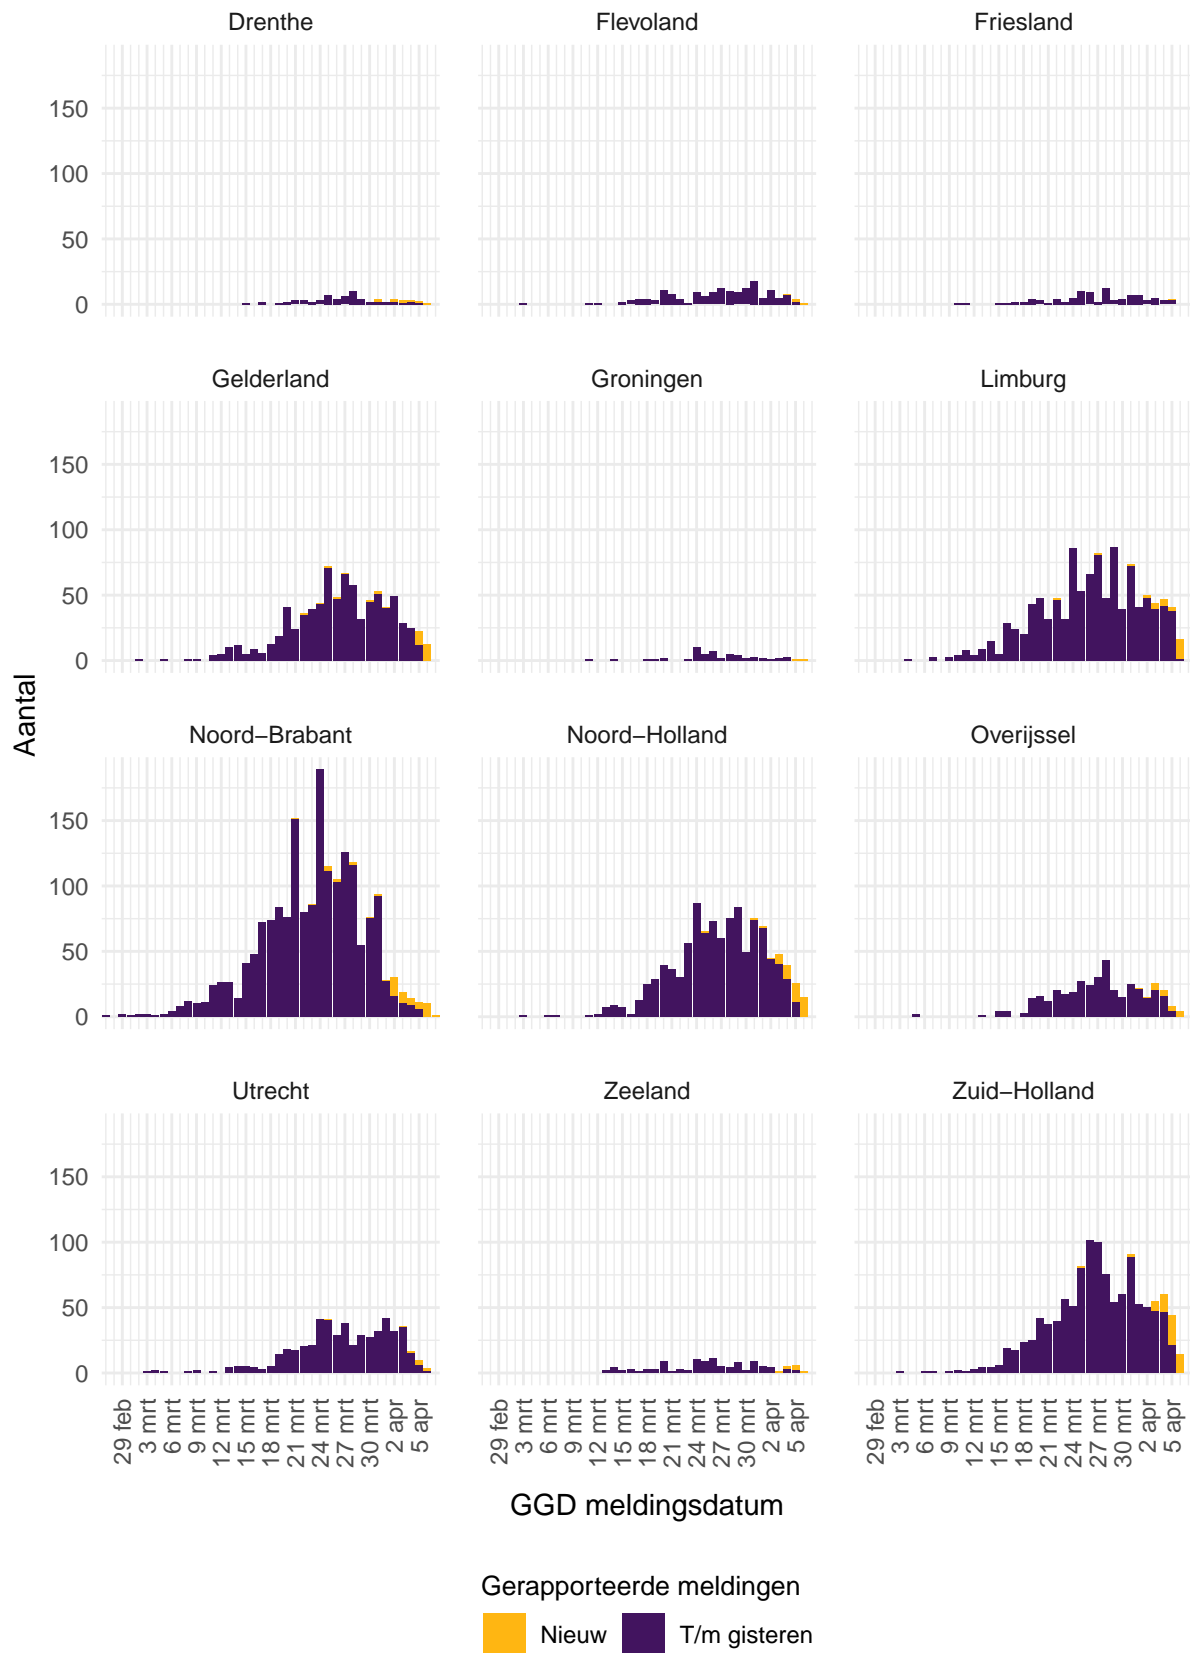 Drenthe Flevoland Friesland
150
100
50
0
Gelderland Groningen Limburg
150
100
50
0
Aantal
Noord−Brabant Noord−Holland Overijssel
150
100
50
0
Utrecht Zeeland Zuid−Holland
150
100
50
0
29 feb 3 mrt 6 mrt 9 mrt 12 mrt 15 mrt 18 mrt 21 mrt 24 mrt 27 mrt 30 mrt 2 apr 5 apr 29 feb 3 mrt 6 mrt 9 mrt 12 mrt 15 mrt 18 mrt 21 mrt 24 mrt 27 mrt 30 mrt 2 apr 5 apr 29 feb 3 mrt 6 mrt 9 mrt 12 mrt 15 mrt 18 mrt 21 mrt 24 mrt 27 mrt 30 mrt 2 apr 5 apr
GGD meldingsdatum
Gerapporteerde meldingen
Nieuw T/m gisteren